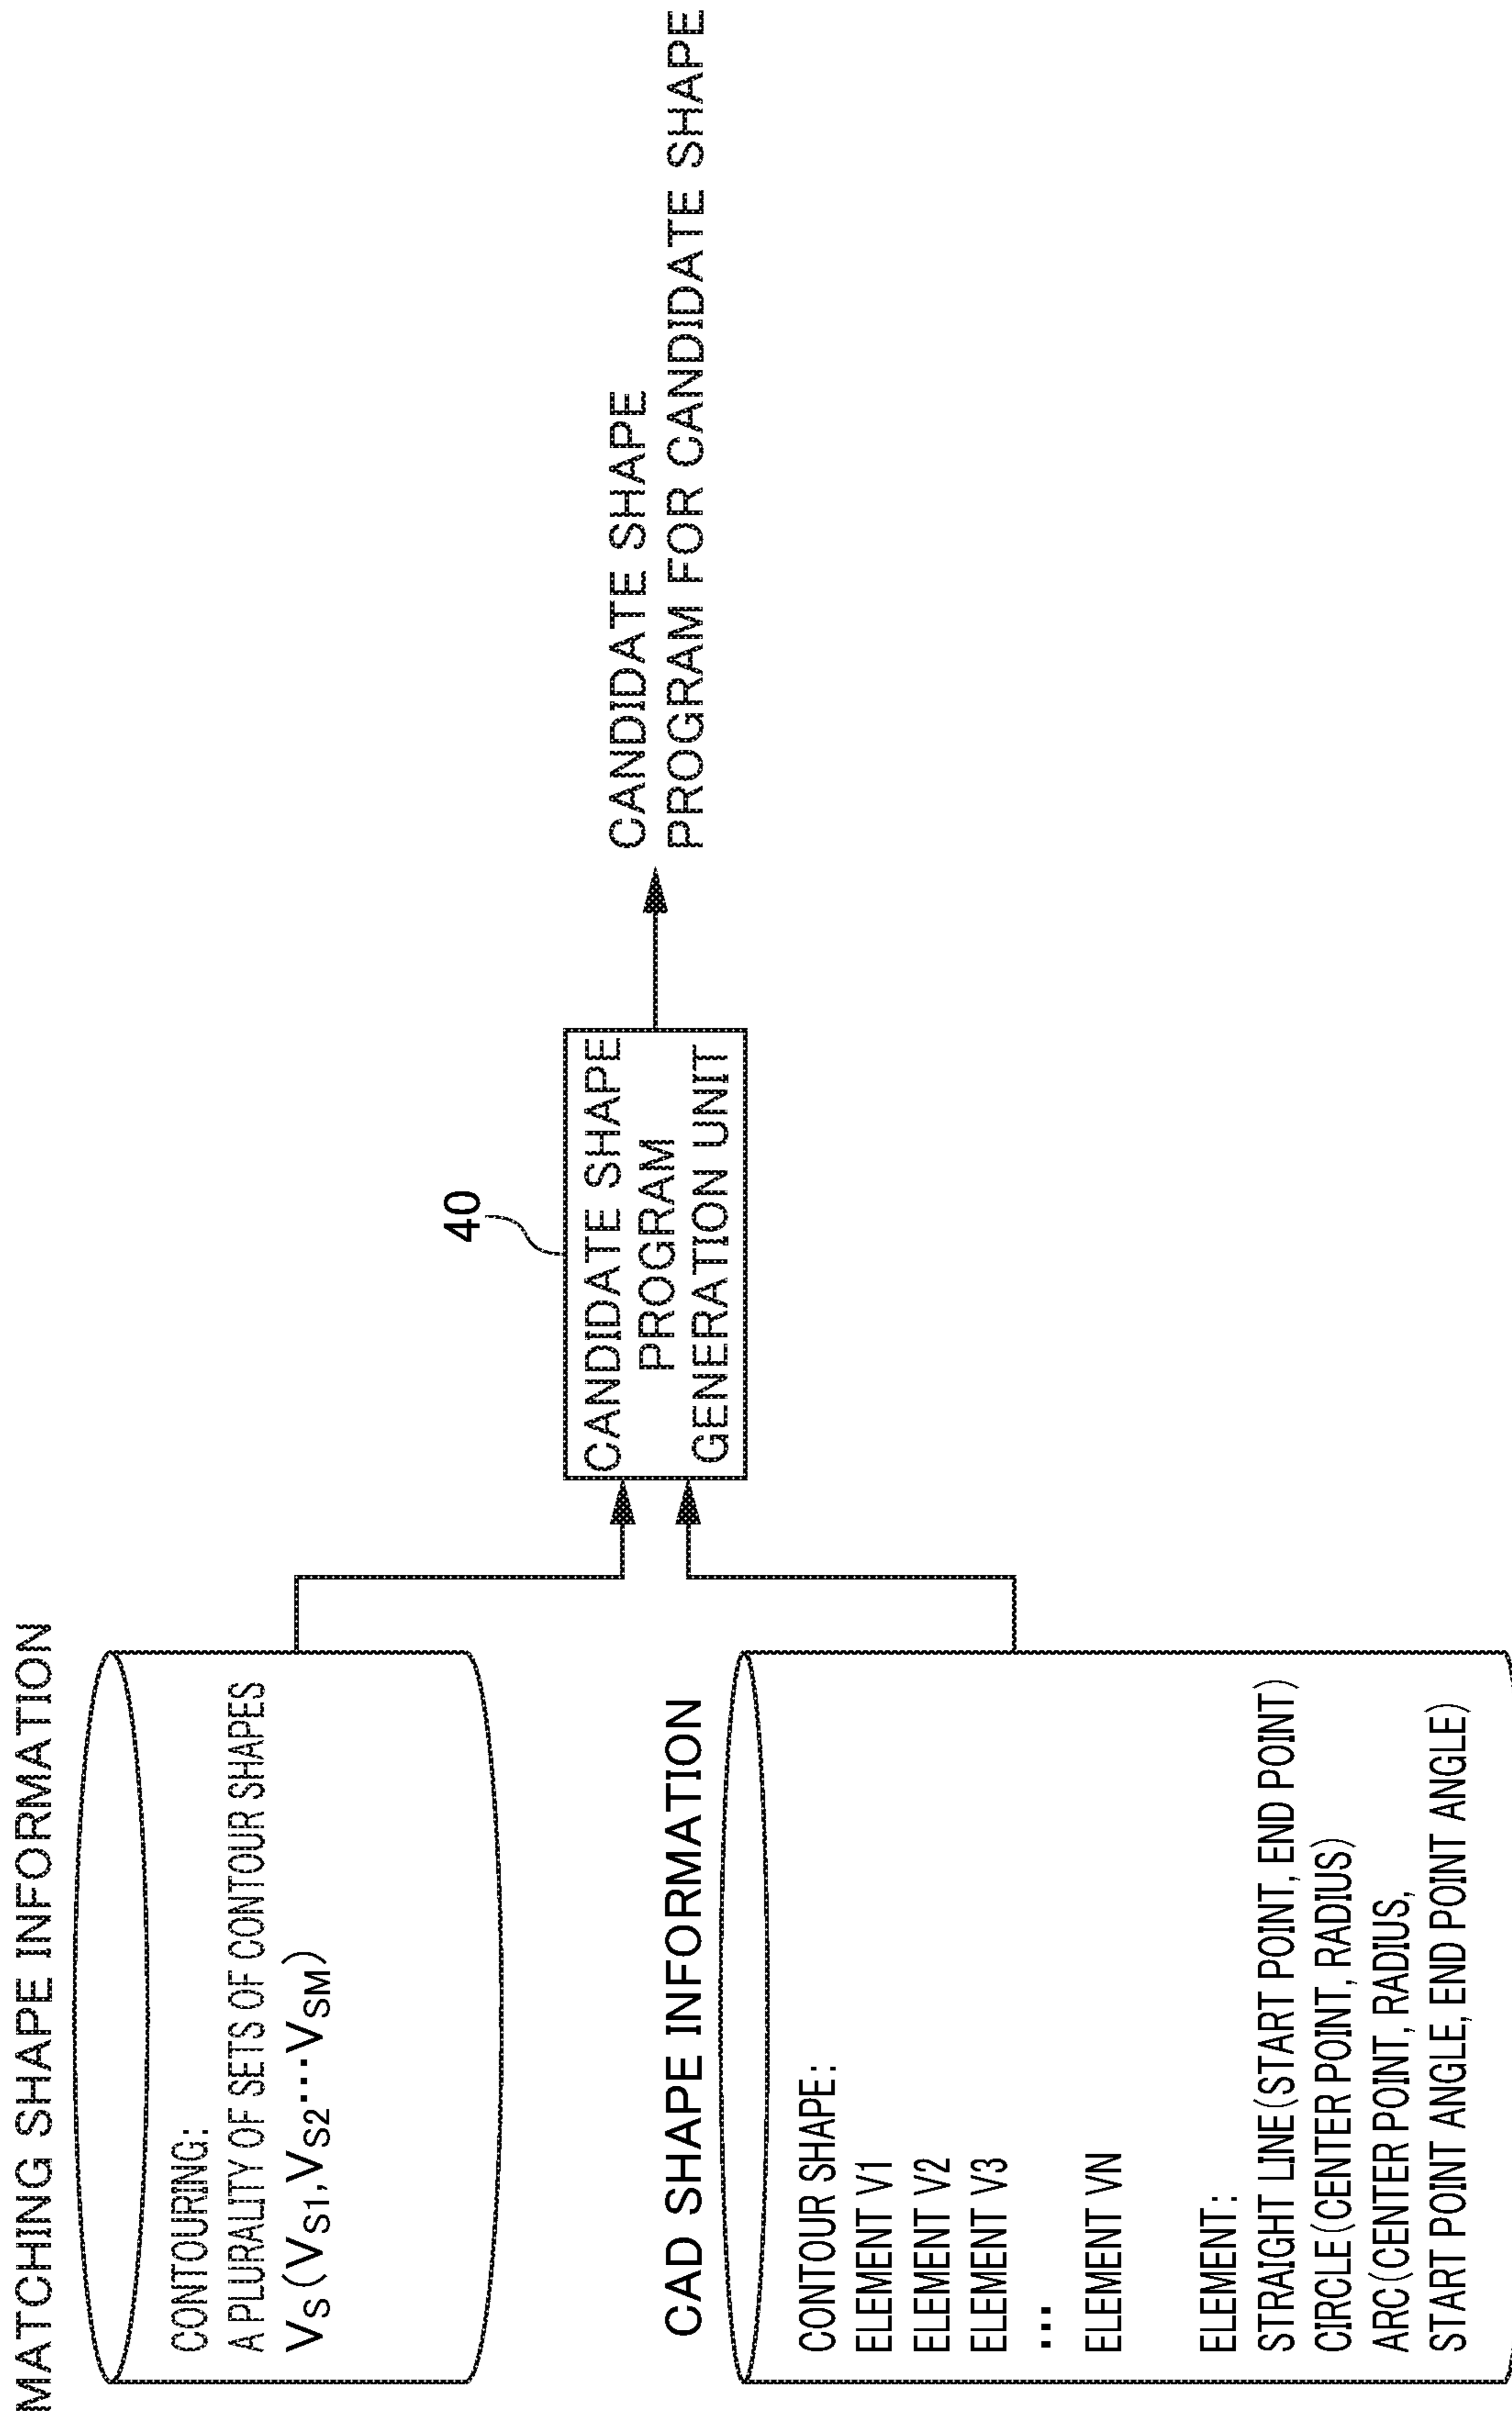 MATCHING SHAPE INFORMATION
CONTOURING:
A PLURALITY OF SETS OF CONTOUR SHAPES
VS(VS1,VS2···VSM)
CAD SHAPE INFORMATION
CONTOUR SHAPE:
ELEMENT V1
ELEMENT V2
ELEMENT V3
···
ELEMENT VN
ELEMENT:
STRAIGHT LINE(START POINT, END POINT)
CIRCLE(CENTER POINT, RADIUS)
ARC(CENTER POINT, RADIUS,
START POINT ANGLE, END POINT ANGLE)
40
CANDIDATE SHAPE
PROGRAM
GENERATION UNIT
CANDIDATE SHAPE
PROGRAM FOR CANDIDATE SHAPE